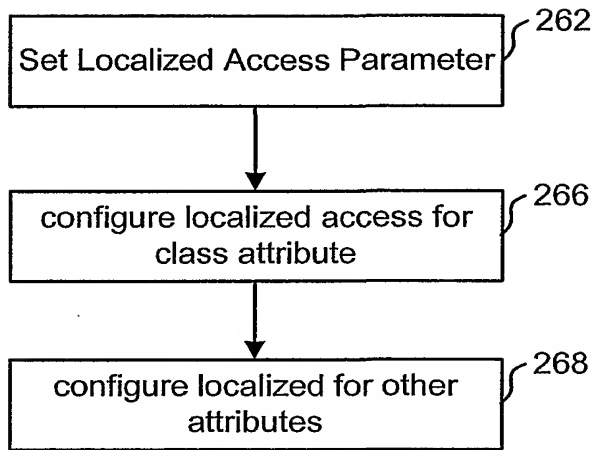 262
Set Localized Access Parameter
266
configure localized access for
class attribute
268
configure localized for other
attributes